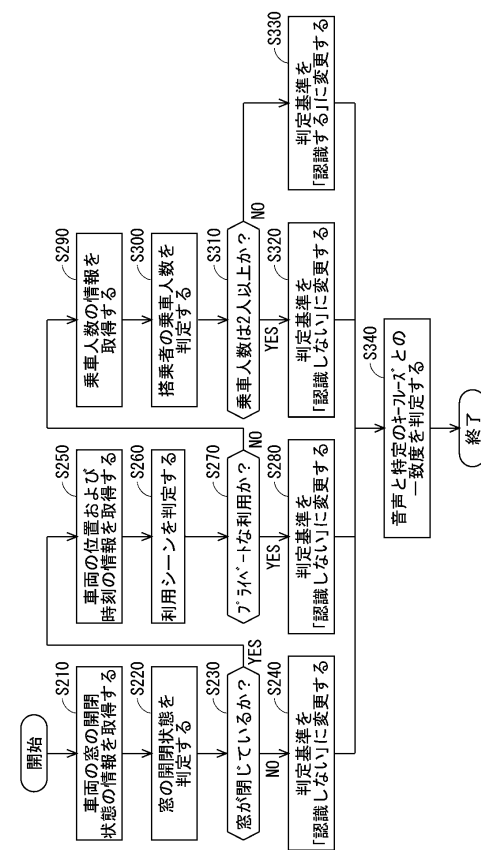 開始
S210
車両の窓の開閉
状態の情報を取得する
S220
窓の開閉状態を
判定する
S230
窓が閉じているか?
YES
NO
S240
判定基準を
「認識しない」に変更する
S250
車両の位置および
時刻の情報を取得する
S260
利用シーンを判定する
S270
プライベートな利用か?
NO
YES
S280
判定基準を
「認識しない」に変更する
S290
乗車人数の情報を
取得する
S300
搭乗者の乗車人数を
判定する
S310
乗車人数は2人以上か?
NO
YES
S320
判定基準を
「認識しない」に変更する
S330
判定基準を
「認識する」に変更する
S340
音声と特定のキーフレーズとの
一致度を判定する
終了